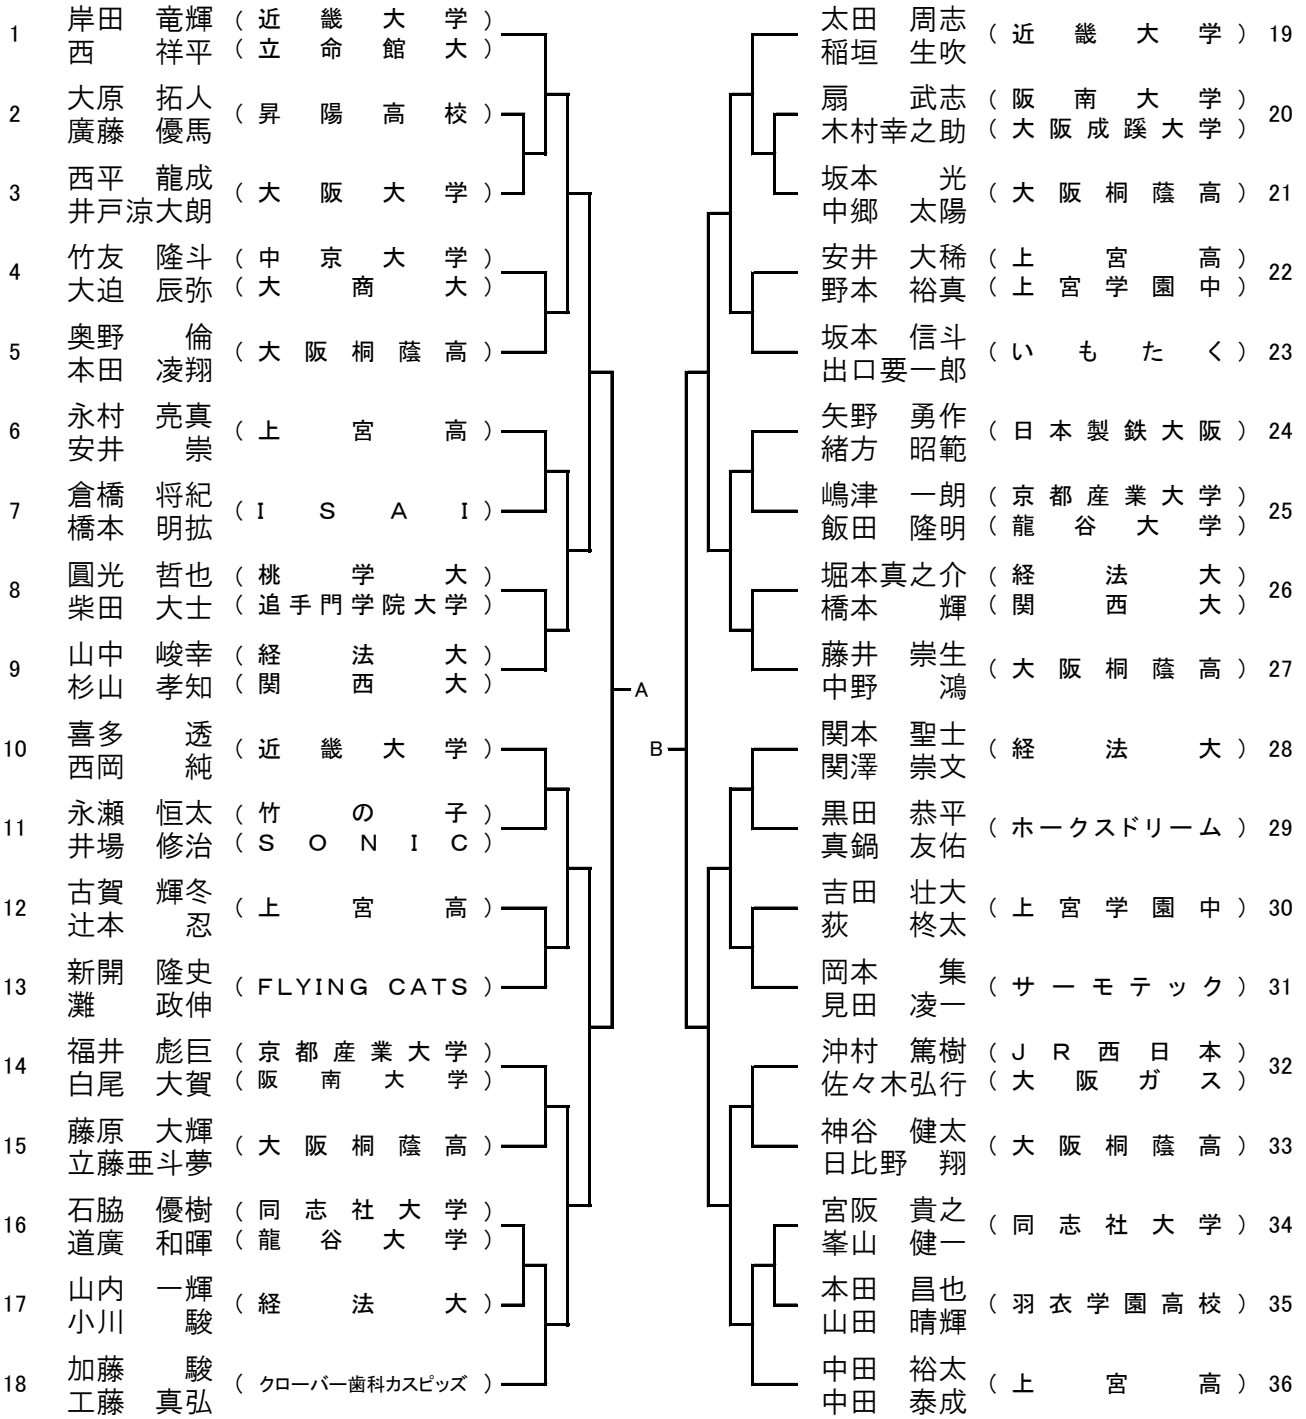 1 岸田 竜輝 (近畿大学)
西 祥平 (立命館大)
2 大原 拓人 (昇陽高校)
廣藤 優馬
3 西平 龍成 (大阪大学)
井戸涼大朗
4 竹友 隆斗 (中京大学)
大迫 辰弥 (大商大)
5 奥野 倫 (大阪桐蔭高)
本田 凌翔
6 永村 亮真 (上宮高)
安井 崇
7 倉橋 将紀 (ISAI)
橋本 明拡
8 圓光 哲也 (桃学大)
柴田 大士 (追手門学院大学)
9 山中 峻幸 (経法大)
杉山 孝知 (関西大)
10 喜多 透 (近畿大学)
西岡 純
11 永瀬 恒太 (竹の子)
井場 修治 (SONIC)
12 古賀 輝冬 (上宮高)
辻本 忍
13 新開 隆史 (FLYING CATS)
灘 政伸
14 福井 彪巨 (京都産業大学)
白尾 大賀 (阪南大学)
15 藤原 大輝 (大阪桐蔭高)
立藤亜斗夢
16 石脇 優樹 (同志社大学)
道廣 和暉 (龍谷大学)
17 山内 一輝 (経法大)
小川 駿
18 加藤 駿 (クローバー歯科カスピッズ)
工藤 真弘
A
B
太田 周志 (近畿大学) 19
稲垣 生吹
扇 武志 (阪南大学) 20
木村幸之助 (大阪成蹊大学)
坂本 光 (大阪桐蔭高) 21
中郷 太陽
安井 大稀 (上宮高) 22
野本 裕真 (上宮学園中)
坂本 信斗 (いもたく) 23
出口要一郎
矢野 勇作 (日本製鉄大阪) 24
緒方 昭範
嶋津 一朗 (京都産業大学) 25
飯田 隆明 (龍谷大学)
堀本真之介 (経法大) 26
橋本 輝 (関西大)
藤井 崇生 (大阪桐蔭高) 27
中野 鴻
関本 聖士 (経法大) 28
関澤 崇文
黒田 恭平 (ホークスドリーム) 29
真鍋 友佑
吉田 壮大 (上宮学園中) 30
荻 柊太
岡本 集 (サーモテック) 31
見田 凌一
沖村 篤樹 (JR西日本) 32
佐々木弘行 (大阪ガス)
神谷 健太 (大阪桐蔭高) 33
日比野 翔
宮阪 貴之 (同志社大学) 34
峯山 健一
本田 昌也 (羽衣学園高校) 35
山田 晴輝
中田 裕太 (上宮高) 36
中田 泰成